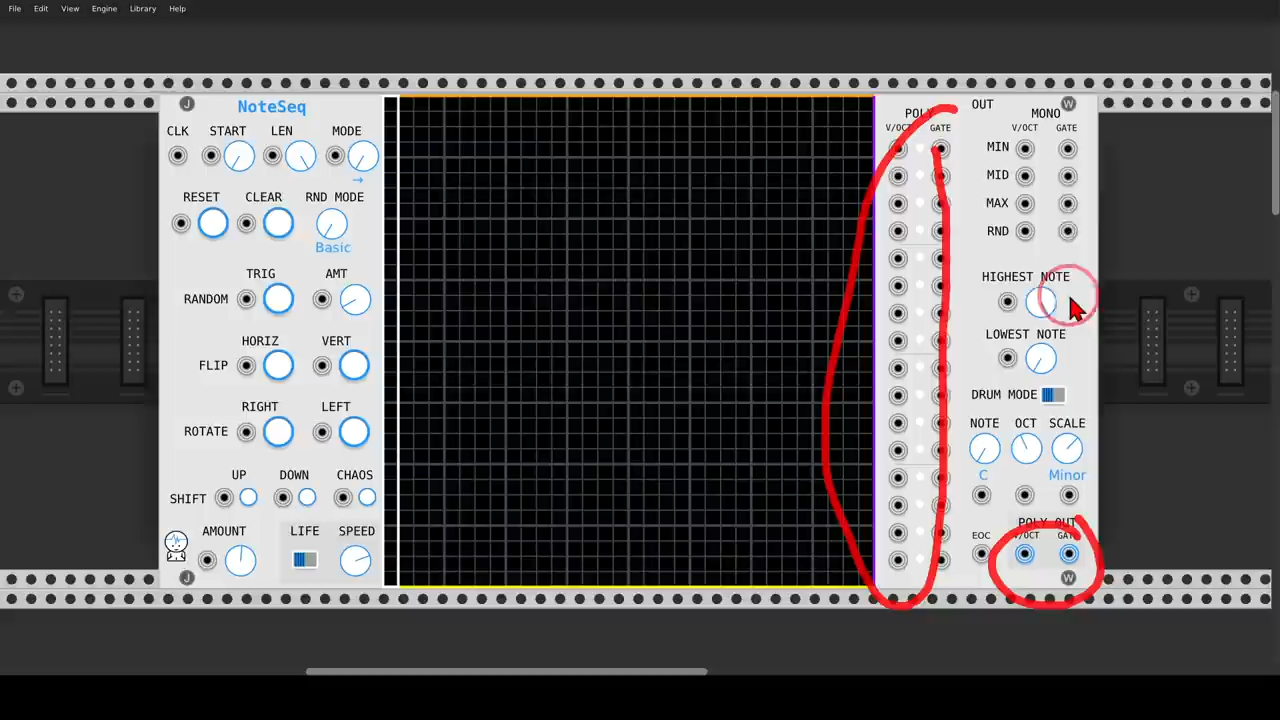 File Edit View Engine Library Help
NoteSeq
CLK START LEN MODE
→
RESET CLEAR RND MODE
Basic
TRIG AMT
RANDOM
HORIZ VERT
FLIP
RIGHT LEFT
ROTATE
UP DOWN CHAOS
SHIFT
AMOUNT LIFE SPEED
OUT
POLY MONO
V/OCT GATE V/OCT GATE
MIN
MID
MAX
RND
HIGHEST NOTE
LOWEST NOTE
DRUM MODE
NOTE OCT SCALE
C Minor
POLY OUT
EOC V/OCT GATE
J W
J W